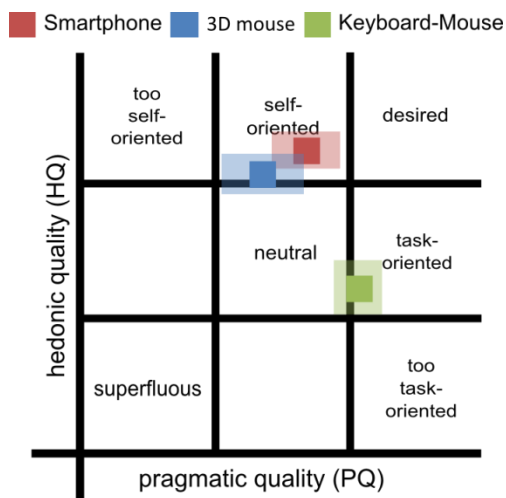 Smartphone 3D mouse Keyboard-Mouse
too
self-
oriented
self-
oriented
desired
neutral
task-
oriented
superfluous
too
task-
oriented
hedonic quality (HQ)
pragmatic quality (PQ)